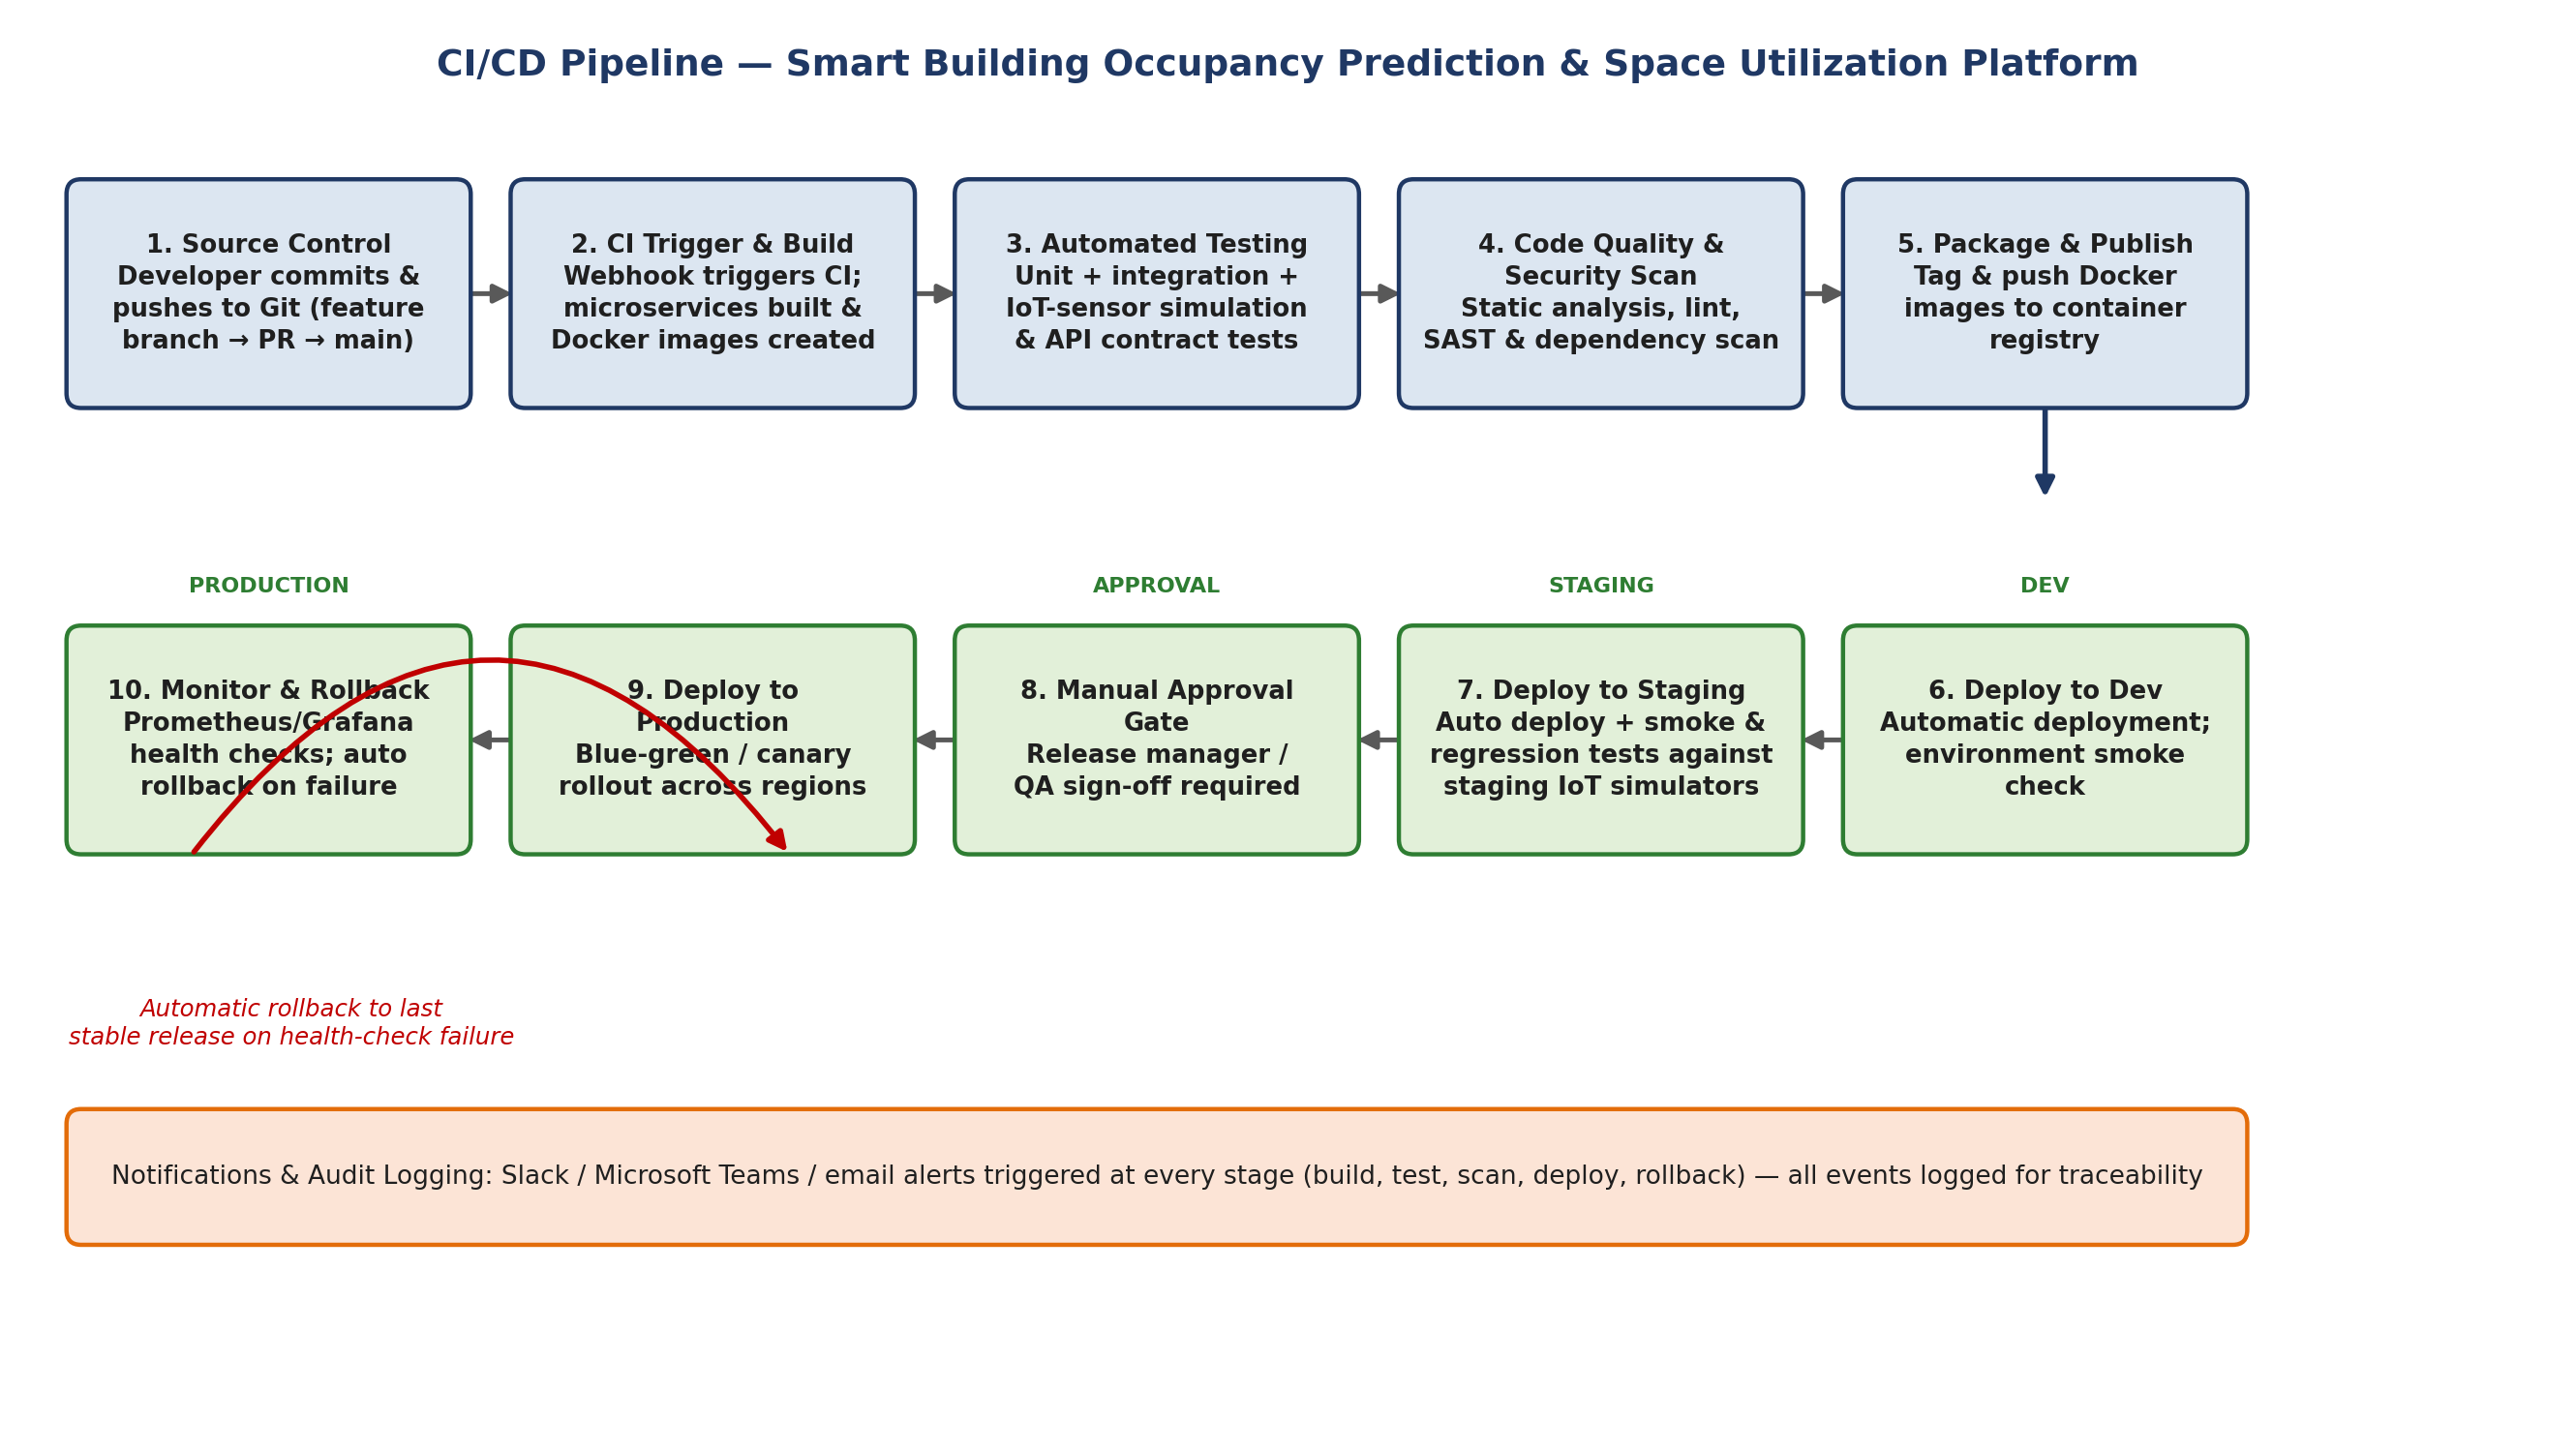 CI/CD Pipeline — Smart Building Occupancy Prediction & Space Utilization Platform
1. Source Control
Developer commits &
pushes to Git (feature
branch → PR → main)
2. CI Trigger & Build
Webhook triggers CI;
microservices built &
Docker images created
3. Automated Testing
Unit + integration +
IoT-sensor simulation
& API contract tests
4. Code Quality &
Security Scan
Static analysis, lint,
SAST & dependency scan
5. Package & Publish
Tag & push Docker
images to container
registry
PRODUCTION
APPROVAL
STAGING
DEV
10. Monitor & Rollback
Prometheus/Grafana
health checks; auto
rollback on failure
9. Deploy to
Production
Blue-green / canary
rollout across regions
8. Manual Approval
Gate
Release manager /
QA sign-off required
7. Deploy to Staging
Auto deploy + smoke &
regression tests against
staging IoT simulators
6. Deploy to Dev
Automatic deployment;
environment smoke
check
Automatic rollback to last
stable release on health-check failure
Notifications & Audit Logging: Slack / Microsoft Teams / email alerts triggered at every stage (build, test, scan, deploy, rollback) — all events logged for traceability